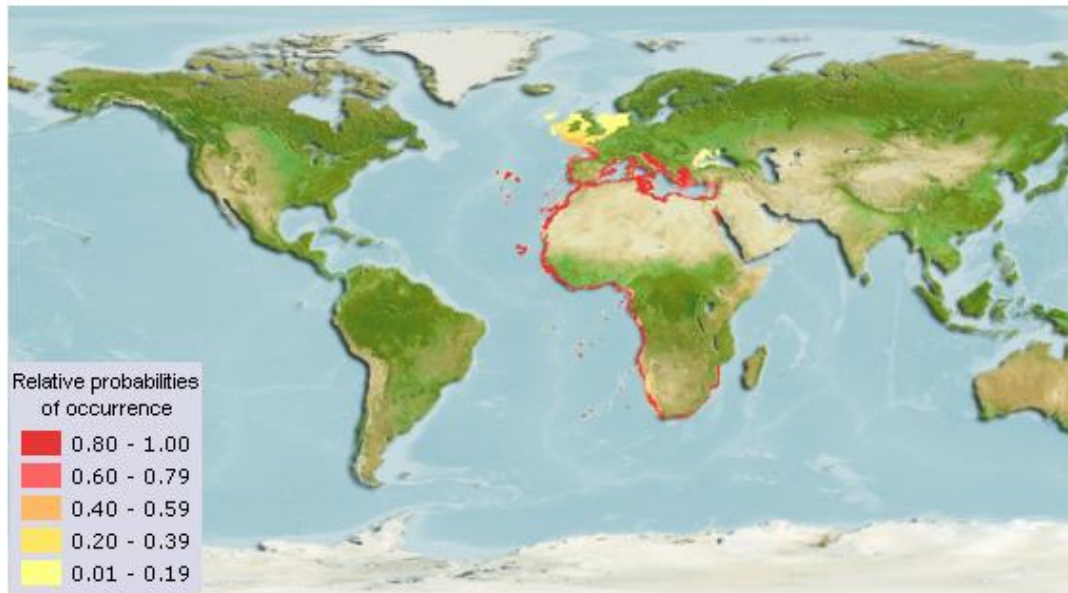 Relative probabilities
of occurrence
0.80 - 1.00
0.60 - 0.79
0.40 - 0.59
0.20 - 0.39
0.01 - 0.19